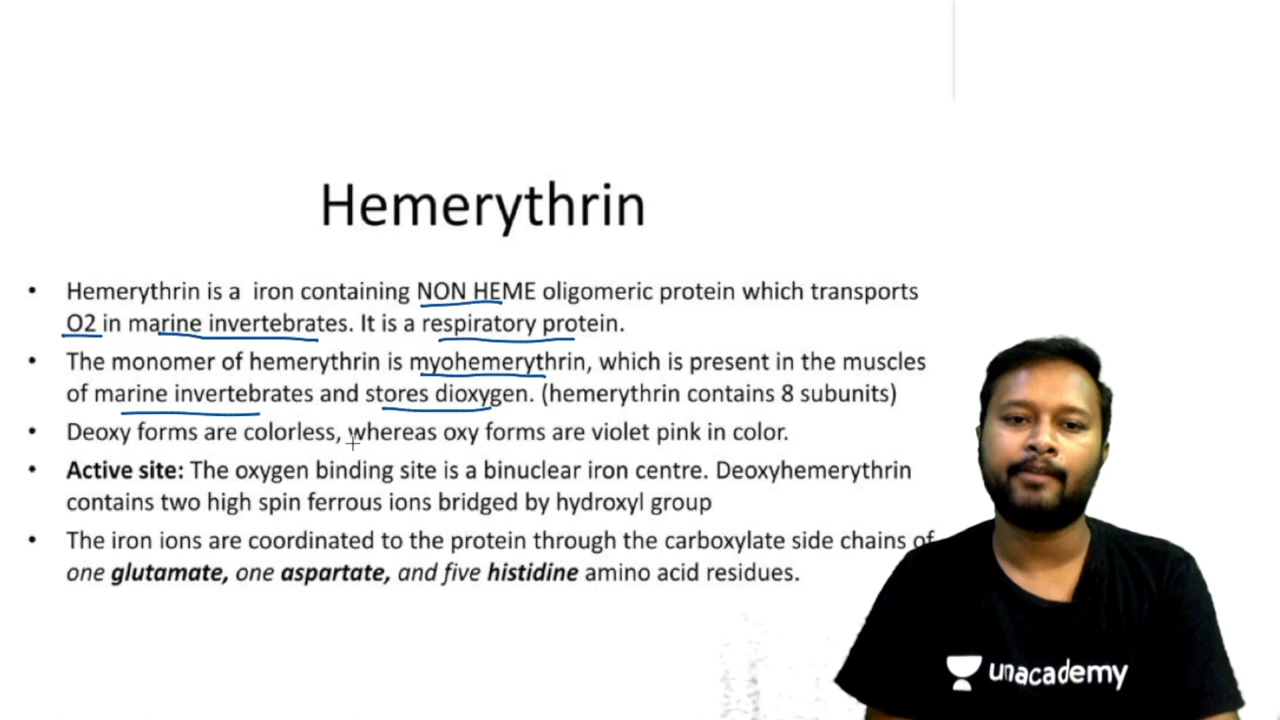 Hemerythrin
• Hemerythrin is a iron containing NON HEME oligomeric protein which transports
O2 in marine invertebrates. It is a respiratory protein.
• The monomer of hemerythrin is myohemerythrin, which is present in the muscles
of marine invertebrates and stores dioxygen. (hemerythrin contains 8 subunits)
• Deoxy forms are colorless, whereas oxy forms are violet pink in color.
• Active site: The oxygen binding site is a binuclear iron centre. Deoxyhemerythrin
contains two high spin ferrous ions bridged by hydroxyl group
• The iron ions are coordinated to the protein through the carboxylate side chains of
one glutamate, one aspartate, and five histidine amino acid residues.
unacademy